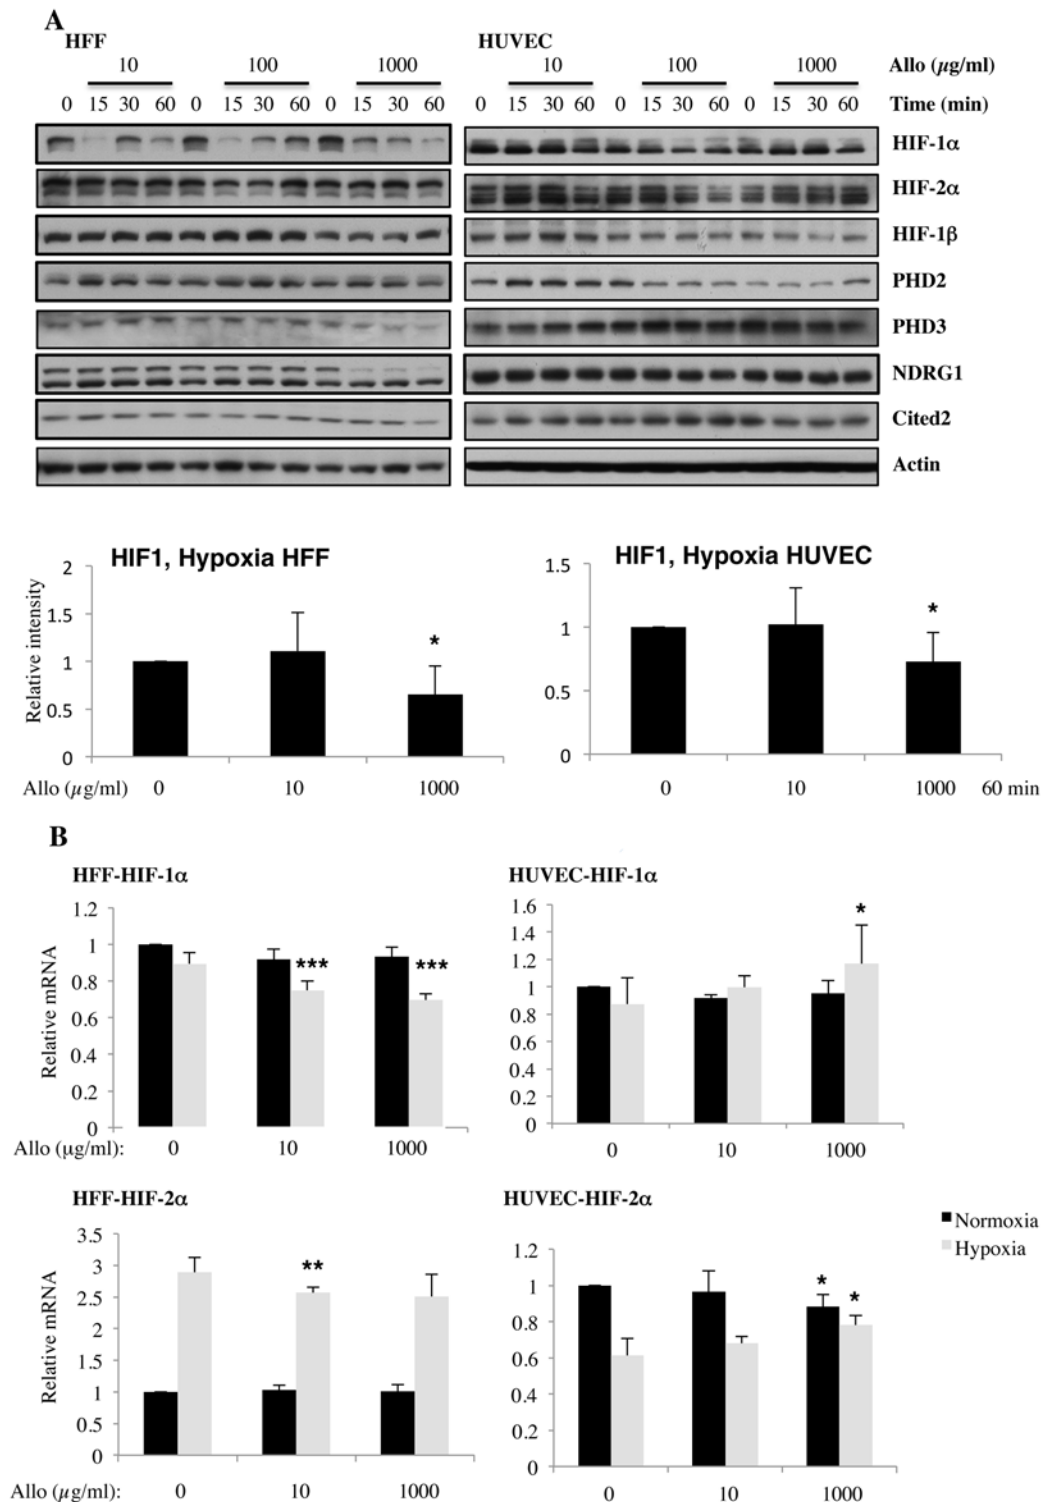 A
HFF
HUVEC
10 100 1000
10 100 1000 Allo (µg/ml)
0 15 30 60 0 15 30 60 0 15 30 60
0 15 30 60 0 15 30 60 0 15 30 60 Time (min)
HIF-1α
HIF-2α
HIF-1β
PHD2
PHD3
NDRG1
Cited2
Actin
HIF1, Hypoxia HFF
Relative intensity
2
1.5
1
0.5
0
*
Allo (µg/ml) 0 10 1000
HIF1, Hypoxia HUVEC
1.5
1
0.5
0
*
0 10 1000 60 min
B
HFF-HIF-1α
Relative mRNA
1.2
1
0.8
0.6
0.4
0.2
0
*** ***
Allo (µg/ml): 0 10 1000
HUVEC-HIF-1α
1.6
1.4
1.2
1
0.8
0.6
0.4
0.2
0
*
0 10 1000
HFF-HIF-2α
Relative mRNA
3.5
3
2.5
2
1.5
1
0.5
0
**
Allo (µg/ml): 0 10 1000
HUVEC-HIF-2α
1.2
1
0.8
0.6
0.4
0.2
0
* *
0 10 1000
Normoxia
Hypoxia